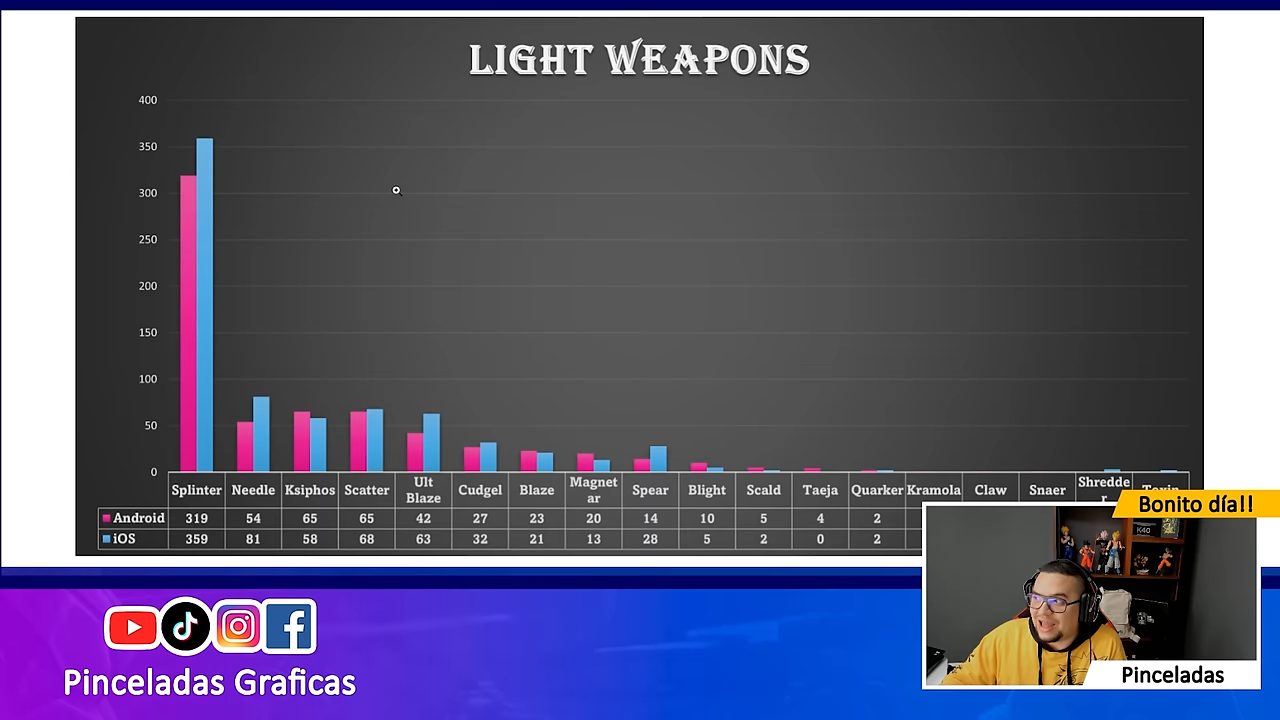 LIGHT WEAPONS
400
350
300
250
200
150
100
50
0
Splinter Needle Ksiphos Scatter Ult Blaze Cudgel Blaze Magnetar Spear Blight Scald Taeja Quarker Kramola Claw Snaer Shredder
Android 319 54 65 65 42 27 23 20 14 10 5 4 2
iOS 359 81 58 68 63 32 21 13 28 5 2 0 2
Bonito día!!
K40
Pinceladas
Pinceladas Graficas